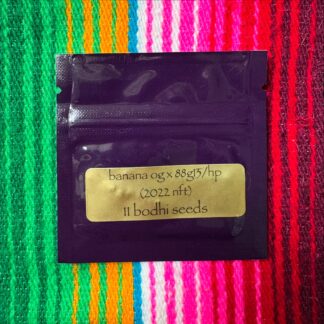 banana og x 88g13/hp
(2022 nft)
11 bodhi seeds